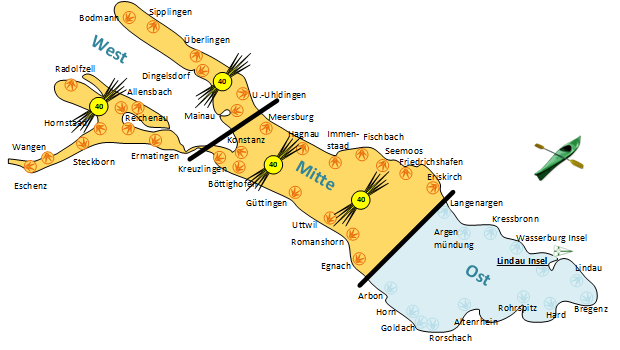 Bodmann
Sipplingen
Überlingen
West
Radolfzell
Dingelsdorf
40
Allensbach
U.-Uhldingen
40
Mainau
Meersburg
Hornstaad
Reichenau
Hagnau
Immen-
staad
Fischbach
Wangen
Konstanz
Seemoos
Steckborn
Ermatingen
40
Friedrichshafen
Kreuzlingen
Mitte
Eriskirch
Eschenz
Böttighofen
Güttingen
40
Langenargen
Kressbronn
Uttwil
Argen
mündung
Wasserburg Insel
Romanshorn
Lindau Insel
Egnach
Ost
Lindau
Arbon
Horn
Rohrspitz
Bregenz
Goldach
Altenrhein
Hard
Rorschach